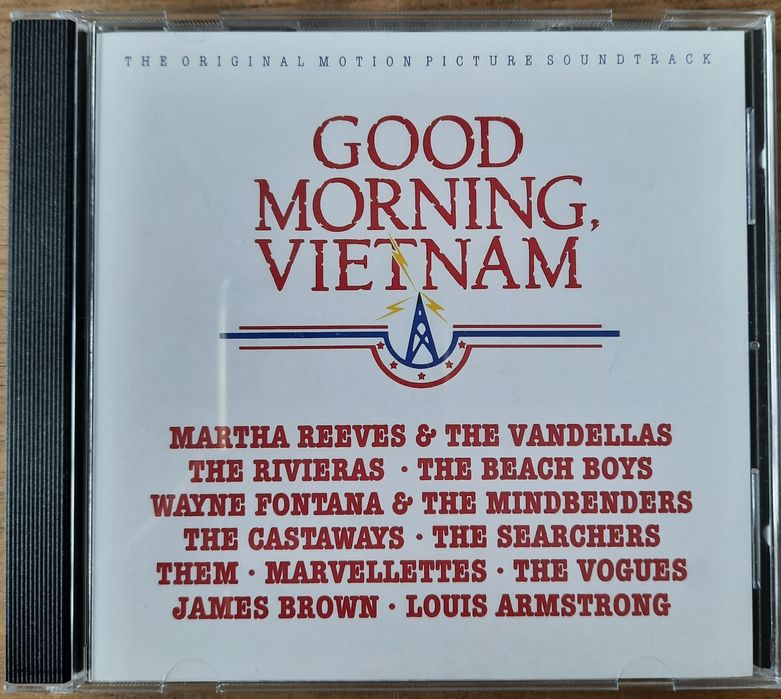 THE ORIGINAL MOTION PICTURE SOUNDTRACK
GOOD
MORNING,
VIETNAM
MARTHA REEVES & THE VANDELLAS
THE RIVIERAS · THE BEACH BOYS
WAYNE FONTANA & THE MINDBENDERS
THE CASTAWAYS · THE SEARCHERS
THEM · MARVELLETTES · THE VOGUES
JAMES BROWN · LOUIS ARMSTRONG